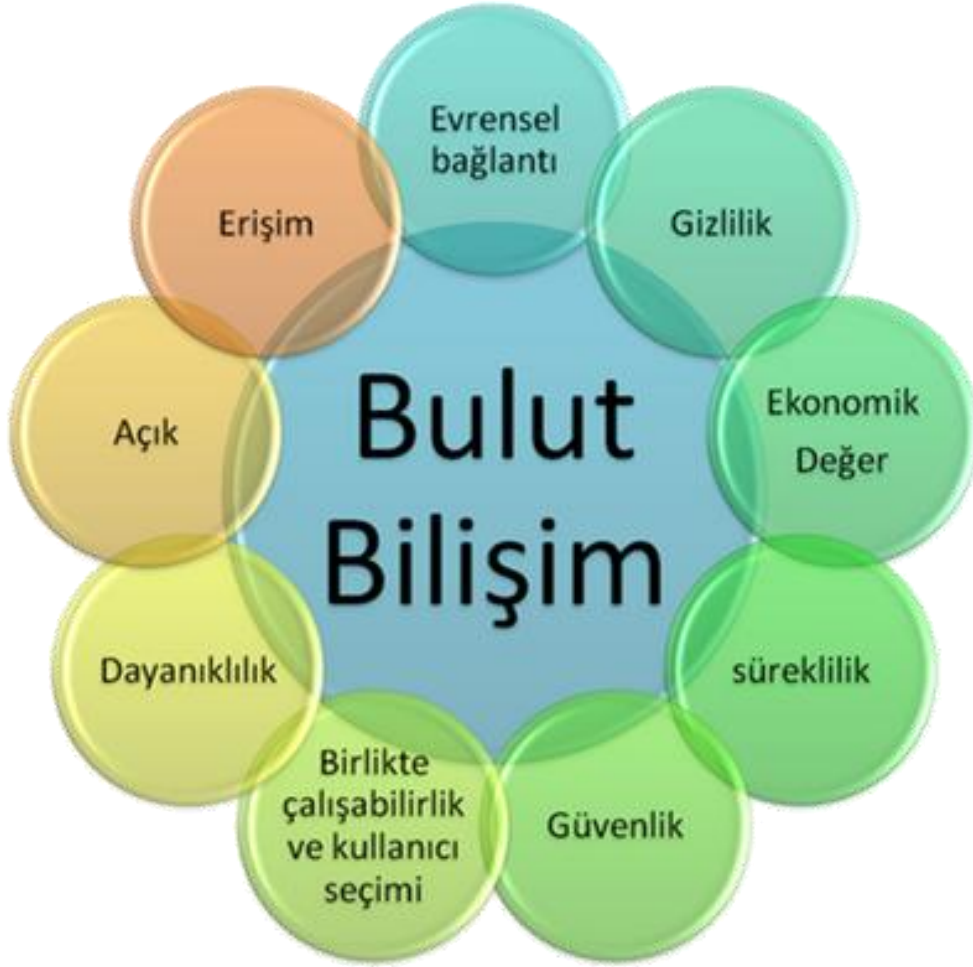 Evrensel
bağlantı
Gizlilik
Ekonomik
Değer
süreklilik
Güvenlik
Birlikte
çalışabilirlik
ve kullanıcı
seçimi
Dayanıklılık
Açık
Erişim
Bulut
Bilişim